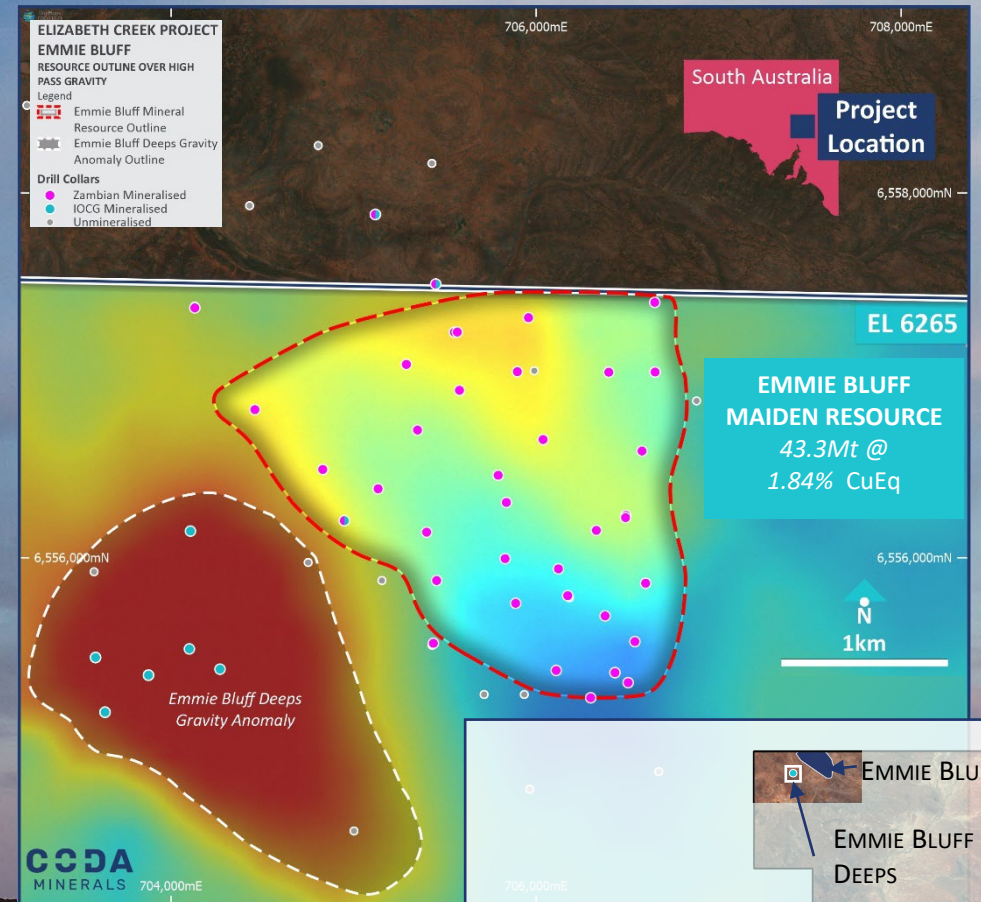 ELIZABETH CREEK PROJECT
EMMIE BLUFF
RESOURCE OUTLINE OVER HIGH
PASS GRAVITY
Legend
Emmie Bluff Mineral
Resource Outline
Emmie Bluff Deeps Gravity
Anomaly Outline
Drill Collars
Zambian Mineralised
IOCG Mineralised
Unmineralised
706,000mE
708,000mE
South Australia
Project
Location
6,558,000mN
EL 6265
EMMIE BLUFF
MAIDEN RESOURCE
43.3Mt @
1.84% CuEq
6,556,000mN
6,556,000mN
N
1km
Emmie Bluff Deeps
Gravity Anomaly
EMMIE BLU
EMMIE BLUFF
DEEPS
CODA
MINERALS
704,000mE
706,000mE